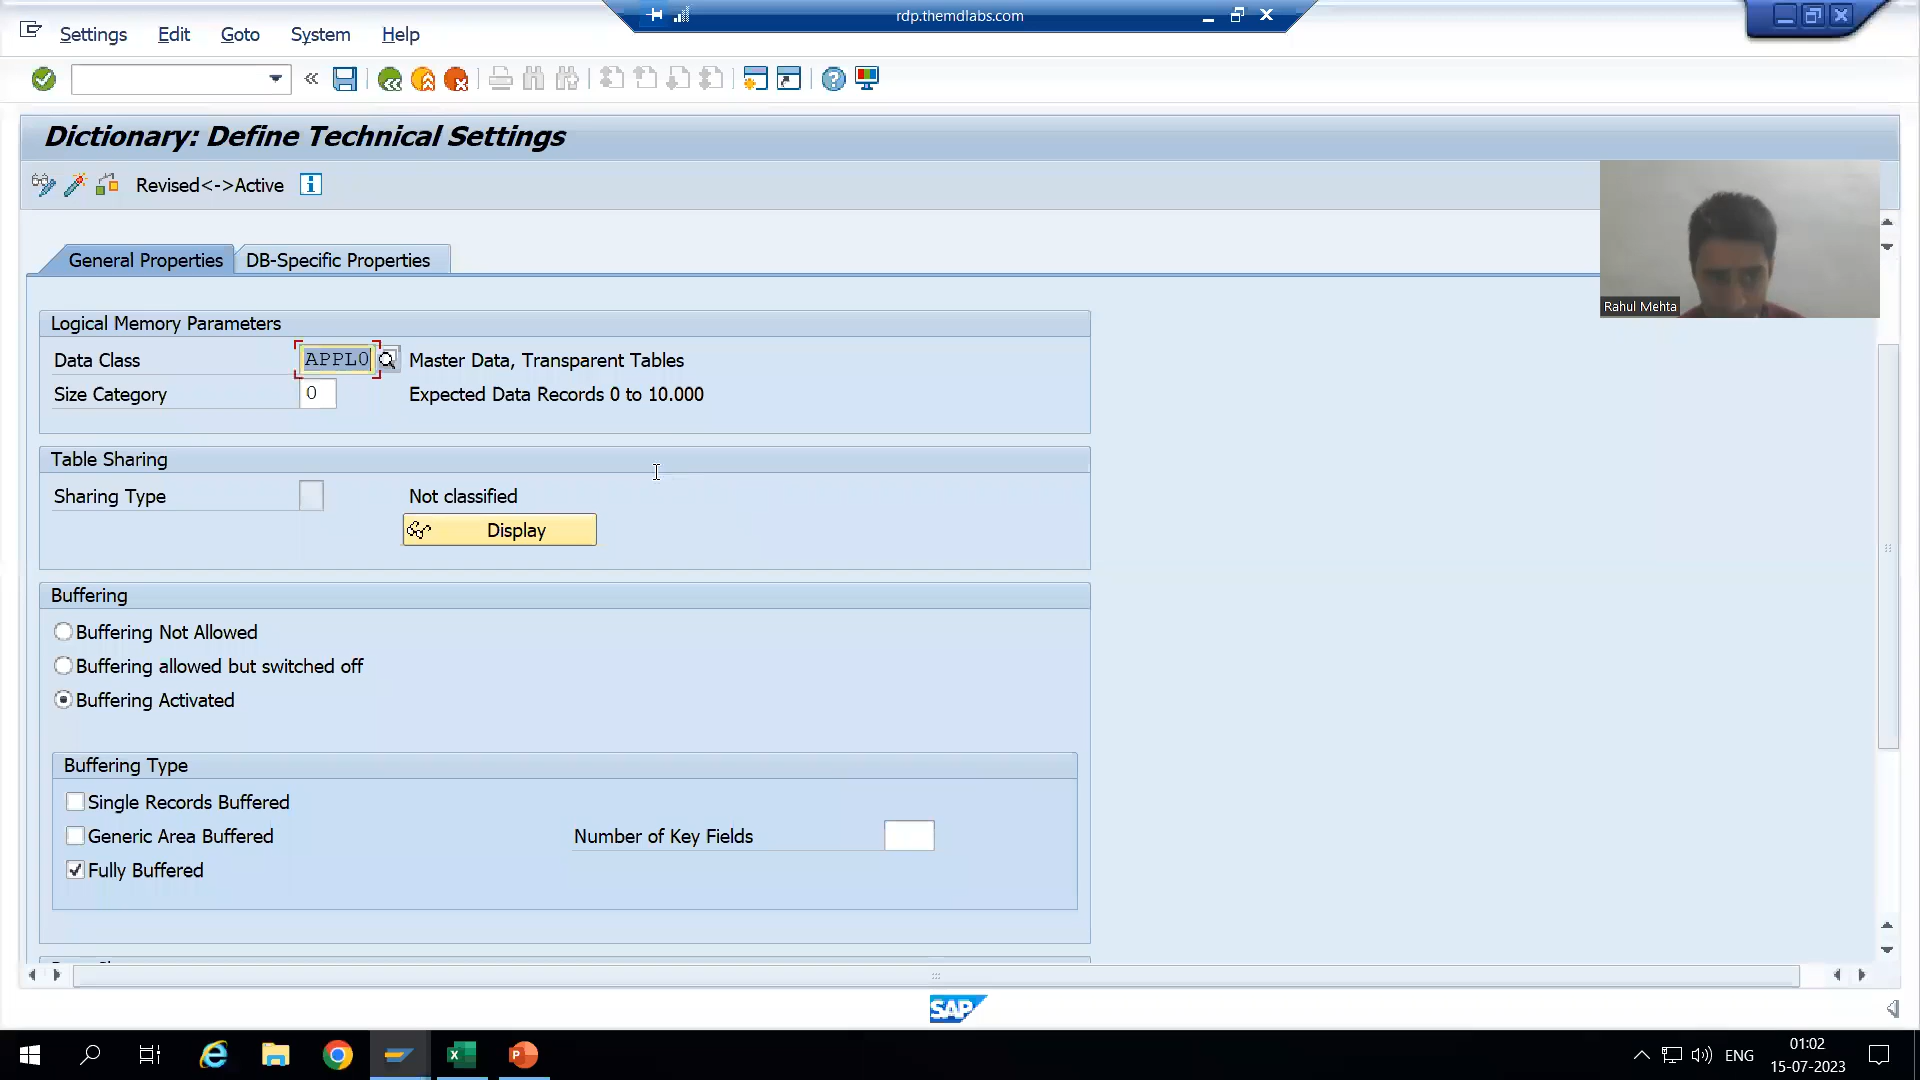 rdp.themdlabs.com
Settings Edit Goto System Help
Dictionary: Define Technical Settings
Revised<->Active
General Properties DB-Specific Properties
Rahul Mehta
Logical Memory Parameters
Data Class APPL0 Master Data, Transparent Tables
Size Category 0 Expected Data Records 0 to 10.000
Table Sharing
Sharing Type Not classified
Display
Buffering
Buffering Not Allowed
Buffering allowed but switched off
Buffering Activated
Buffering Type
Single Records Buffered
Generic Area Buffered Number of Key Fields
Fully Buffered
SAP
ENG
01:02
15-07-2023